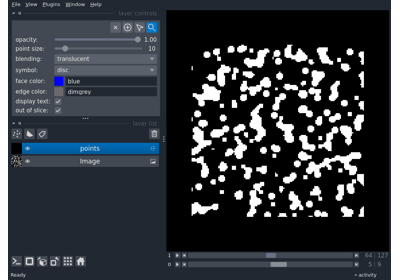 File View Plugins Window Help
layer controls
opacity: 1.00
point size: 10
blending: translucent
symbol: disc
face color: blue
edge color: dimgrey
display text:
out of slice:
layer list
points
Image
1 64 127
0 5 9
Ready activity